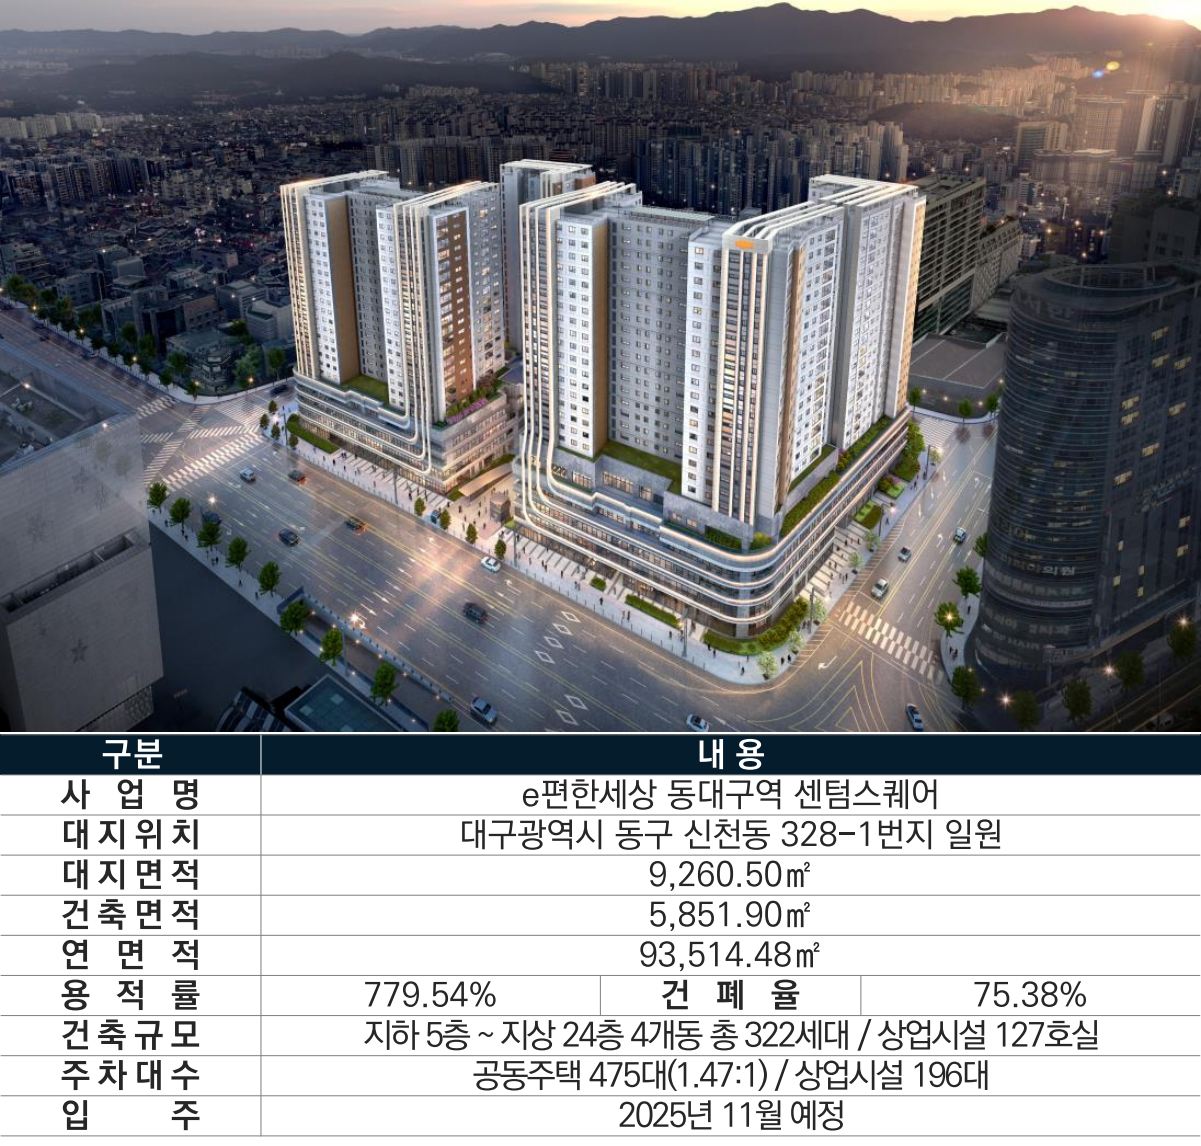 구분 내 용
사 업 명 e편한세상 동대구역 센텀스퀘어
대 지 위 치 대구광역시 동구 신천동 328-1번지 일원
대 지 면 적 9,260.50㎡
건 축 면 적 5,851.90㎡
연 면 적 93,514.48㎡
용 적 률 779.54% 건 폐 율 75.38%
건 축 규 모 지하 5층 ~ 지상 24층 4개동 총 322세대 / 상업시설 127호실
주 차 대 수 공동주택 475대(1.47:1) / 상업시설 196대
입 주 2025년 11월 예정